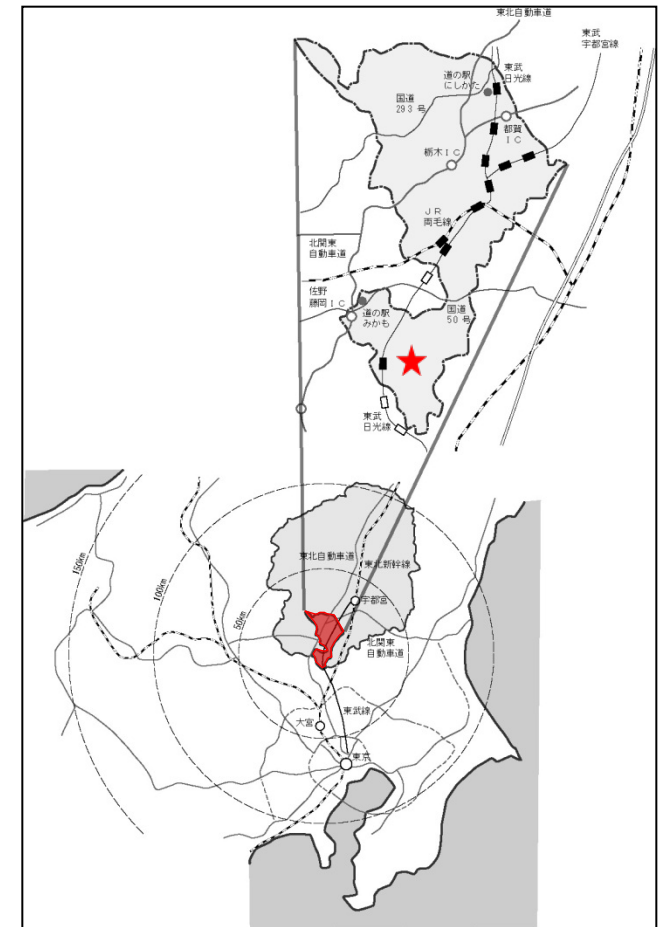 東北自動車道
東武
宇都宮線
東武
日光線
道の駅
にしかた
国道
293 号
都賀
ＩＣ
栃木ＩＣ
ＪＲ
両毛線
北関東
自動車道
佐野
藤岡ＩＣ
道の駅
みかも
国道
50 号
東武
日光線
150km
100km
50km
東北自動車道
東北新幹線
宇都宮
北関東
自動車道
東武線
大宮
東京